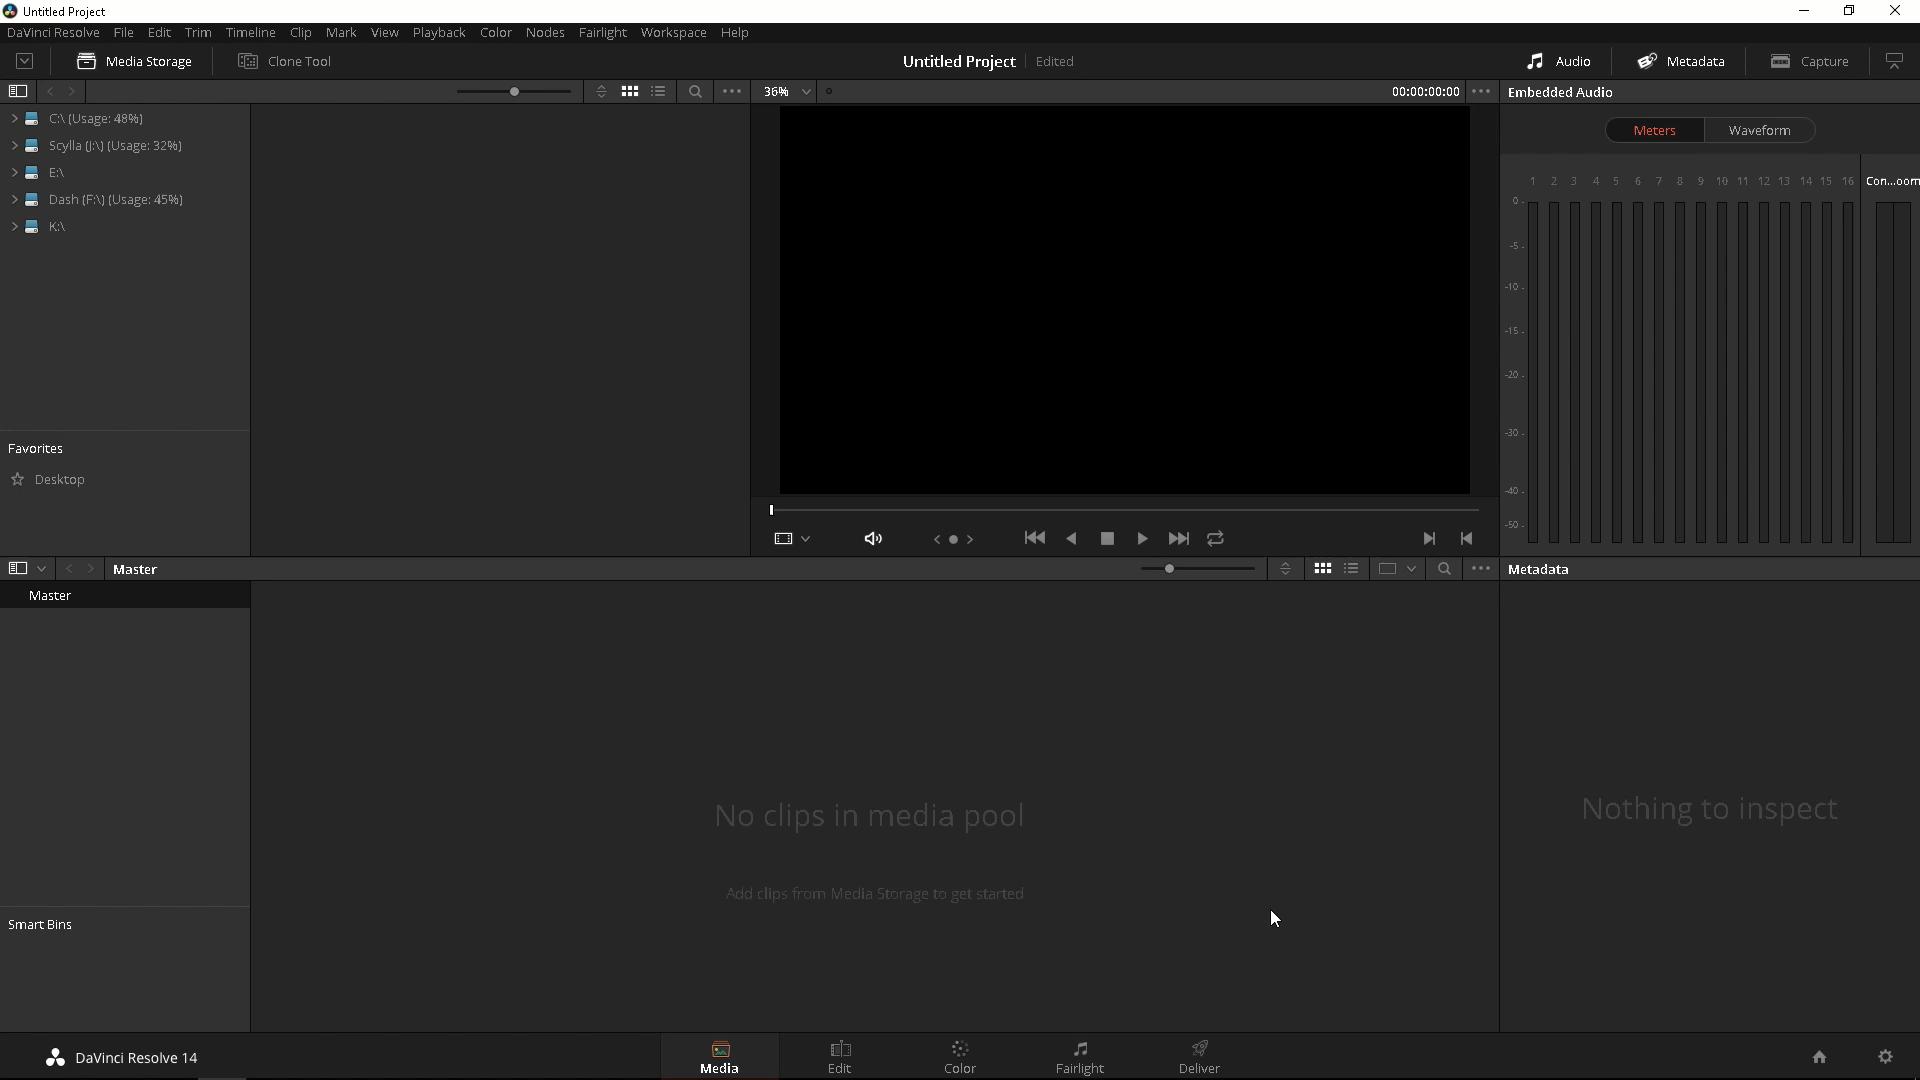 Untitled Project
DaVinci Resolve File Edit Trim Timeline Clip Mark View Playback Color Nodes Fairlight Workspace Help
Media Storage Clone Tool Untitled Project Edited Audio Metadata Capture
36% 00:00:00:00 Embedded Audio
C:\ (Usage: 48%)
Scylla (J:\) (Usage: 32%)
E:\
Dash (F:\) (Usage: 45%)
K:\
Favorites
Desktop
Meters Waveform
1 2 3 4 5 6 7 8 9 10 11 12 13 14 15 16 Con...oom
0
-5
-10
-15
-20
-30
-40
-50
Master Metadata
Master
No clips in media pool
Add clips from Media Storage to get started
Nothing to inspect
Smart Bins
DaVinci Resolve 14
Media Edit Color Fairlight Deliver